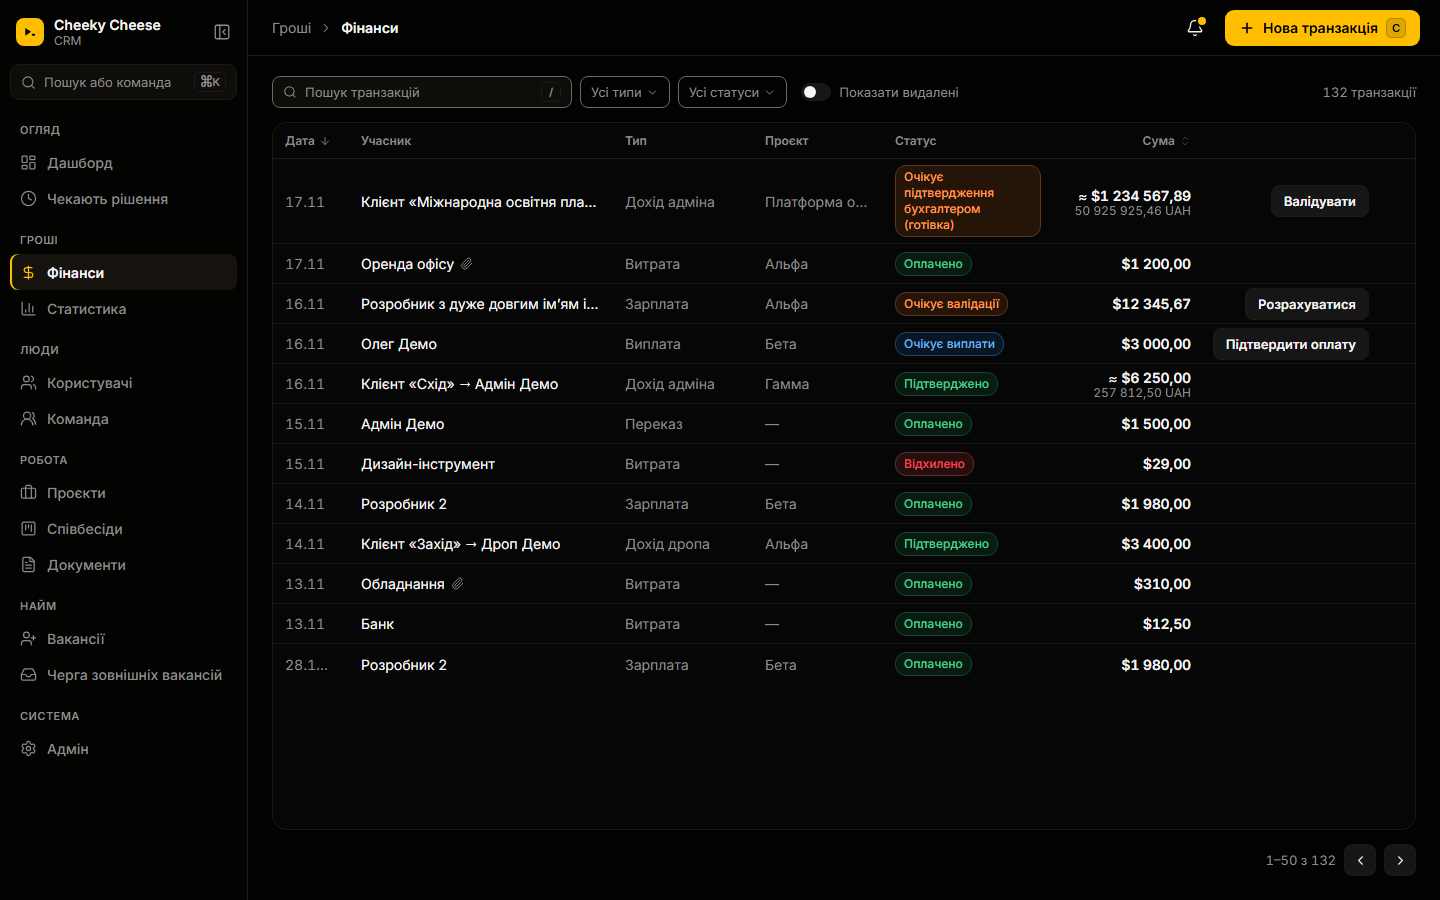 Cheeky Cheese
CRM
Пошук або команда ⌘K
ОГЛЯД
Дашборд
Чекають рішення
ГРОШІ
Фінанси
Статистика
ЛЮДИ
Користувачі
Команда
РОБОТА
Проєкти
Співбесіди
Документи
НАЙМ
Вакансії
Черга зовнішніх вакансій
СИСТЕМА
Адмін
Гроші > Фінанси
+ Нова транзакція C
Пошук транзакцій /
Усі типи
Усі статуси
Показати видалені
132 транзакції
Дата ↓ Учасник Тип Проєкт Статус Сума
17.11 Клієнт «Міжнародна освітня пла... Дохід адміна Платформа о...
Очікує
підтвердження
бухгалтером
(готівка)
≈ $1 234 567,89
50 925 925,46 UAH
Валідувати
17.11 Оренда офісу Витрата Альфа Оплачено $1 200,00
16.11 Розробник з дуже довгим ім’ям і... Зарплата Альфа Очікує валідації $12 345,67 Розрахуватися
16.11 Олег Демо Виплата Бета Очікує виплати $3 000,00 Підтвердити оплату
16.11 Клієнт «Схід» → Адмін Демо Дохід адміна Гамма Підтверджено ≈ $6 250,00
257 812,50 UAH
15.11 Адмін Демо Переказ — Оплачено $1 500,00
15.11 Дизайн-інструмент Витрата — Відхилено $29,00
14.11 Розробник 2 Зарплата Бета Оплачено $1 980,00
14.11 Клієнт «Захід» → Дроп Демо Дохід дропа Альфа Підтверджено $3 400,00
13.11 Обладнання Витрата — Оплачено $310,00
13.11 Банк Витрата — Оплачено $12,50
28.1... Розробник 2 Зарплата Бета Оплачено $1 980,00
1–50 з 132